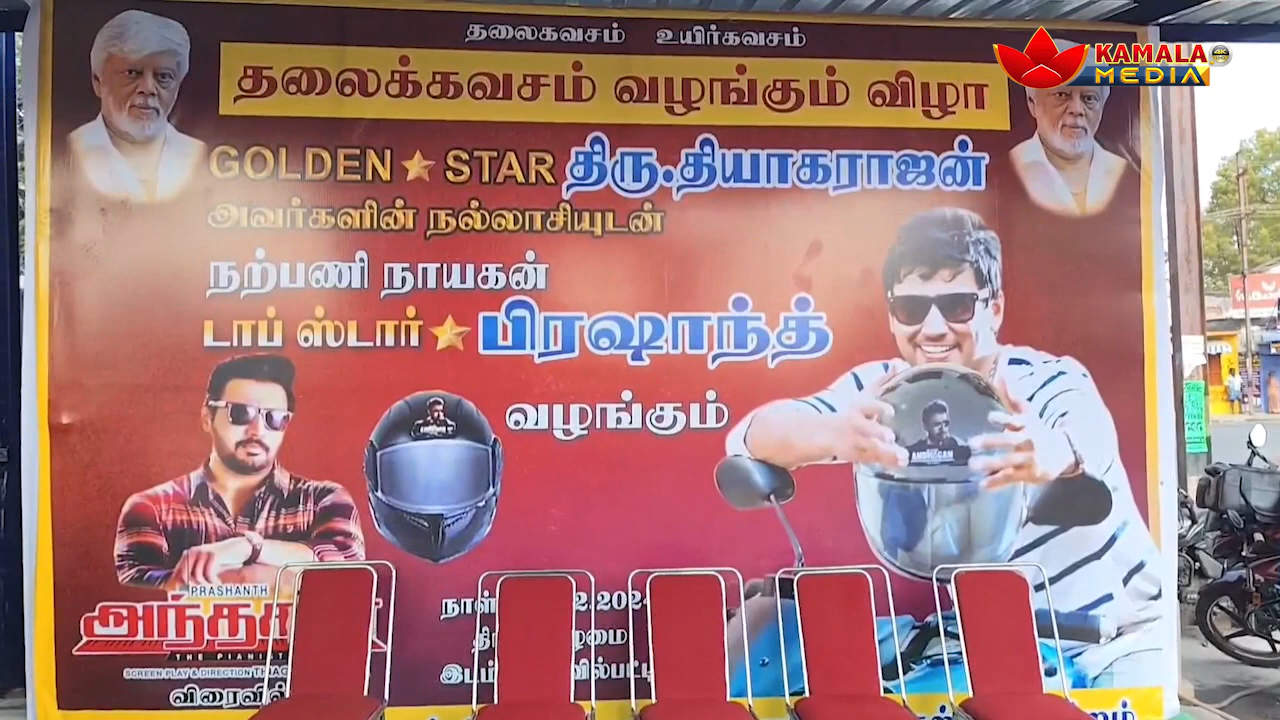 தலைகவசம் உயிர்கவசம்
தலைக்கவசம் வழங்கும் விழா
KAMALA
MEDIA
4K
GOLDEN STAR திரு.தியாகராஜன்
அவர்களின் நல்லாசியுடன்
நற்பணி நாயகன்
டாப் ஸ்டார் பிரஷாந்த்
வழங்கும்
PRASHANTH
THE PIANIST
SCREEN PLAY & DIRECTION
நாள்